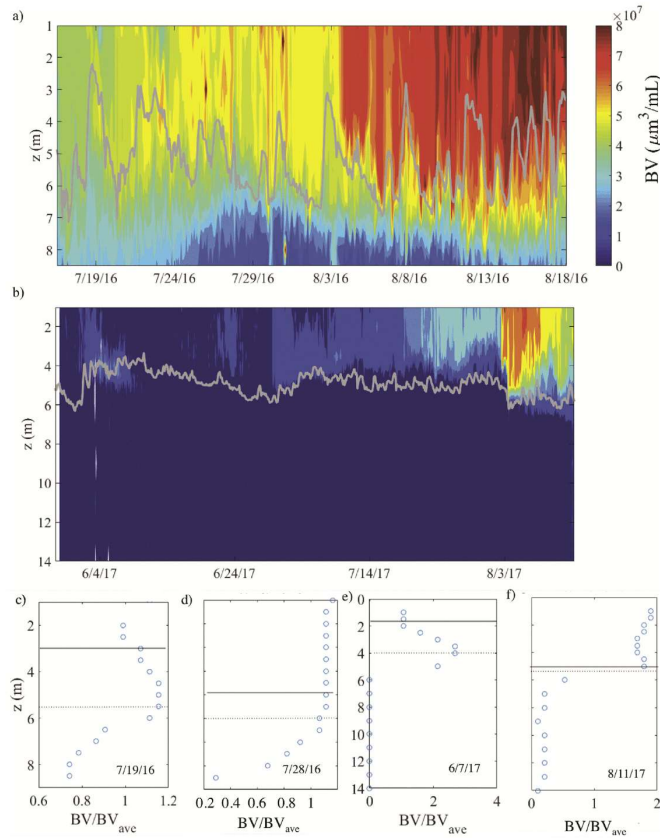 a)
1
2
3
4
5
6
7
8
z (m)
7/19/16 7/24/16 7/29/16 8/3/16 8/8/16 8/13/16 8/18/16
×10⁷
8
7
6
5
4
3
2
1
0
BV (μm³/mL)
b)
2
4
6
8
10
12
14
z (m)
6/4/17 6/24/17 7/14/17 8/3/17
c)
2
4
6
8
z (m)
0.6 0.8 1 1.2
BV/BVave
7/19/16
d)
0.2 0.4 0.6 0.8 1
BV/BVave
7/28/16
e)
0
2
4
6
8
10
12
14
0 2 4
BV/BVave
6/7/17
f)
0 1 2
BV/BVave
8/11/17